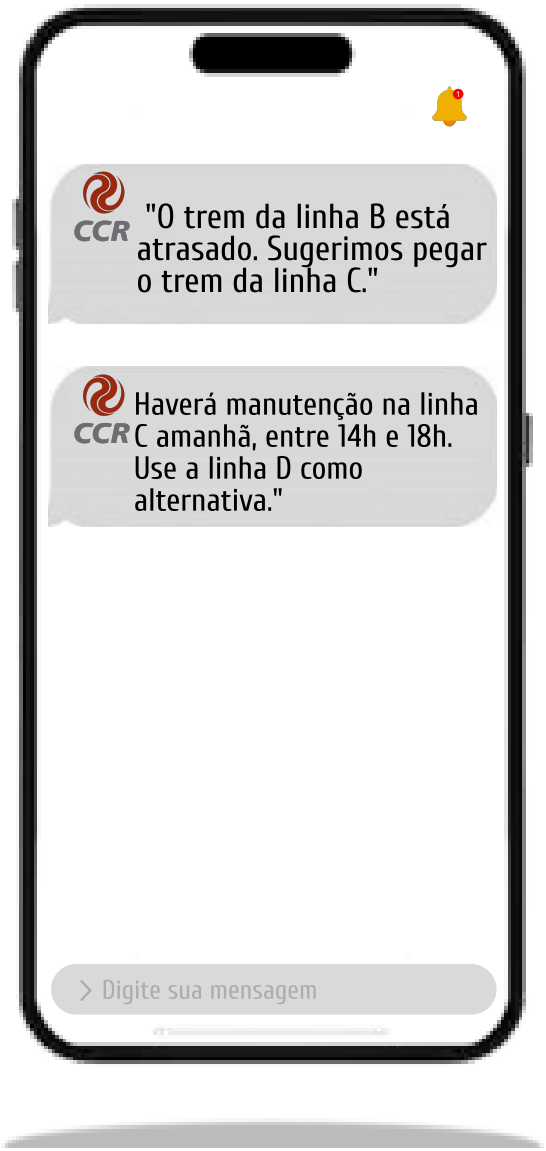 1
CCR
"O trem da linha B está
atrasado. Sugerimos pegar
o trem da linha C."
CCR
Haverá manutenção na linha
C amanhã, entre 14h e 18h.
Use a linha D como
alternativa."
> Digite sua mensagem